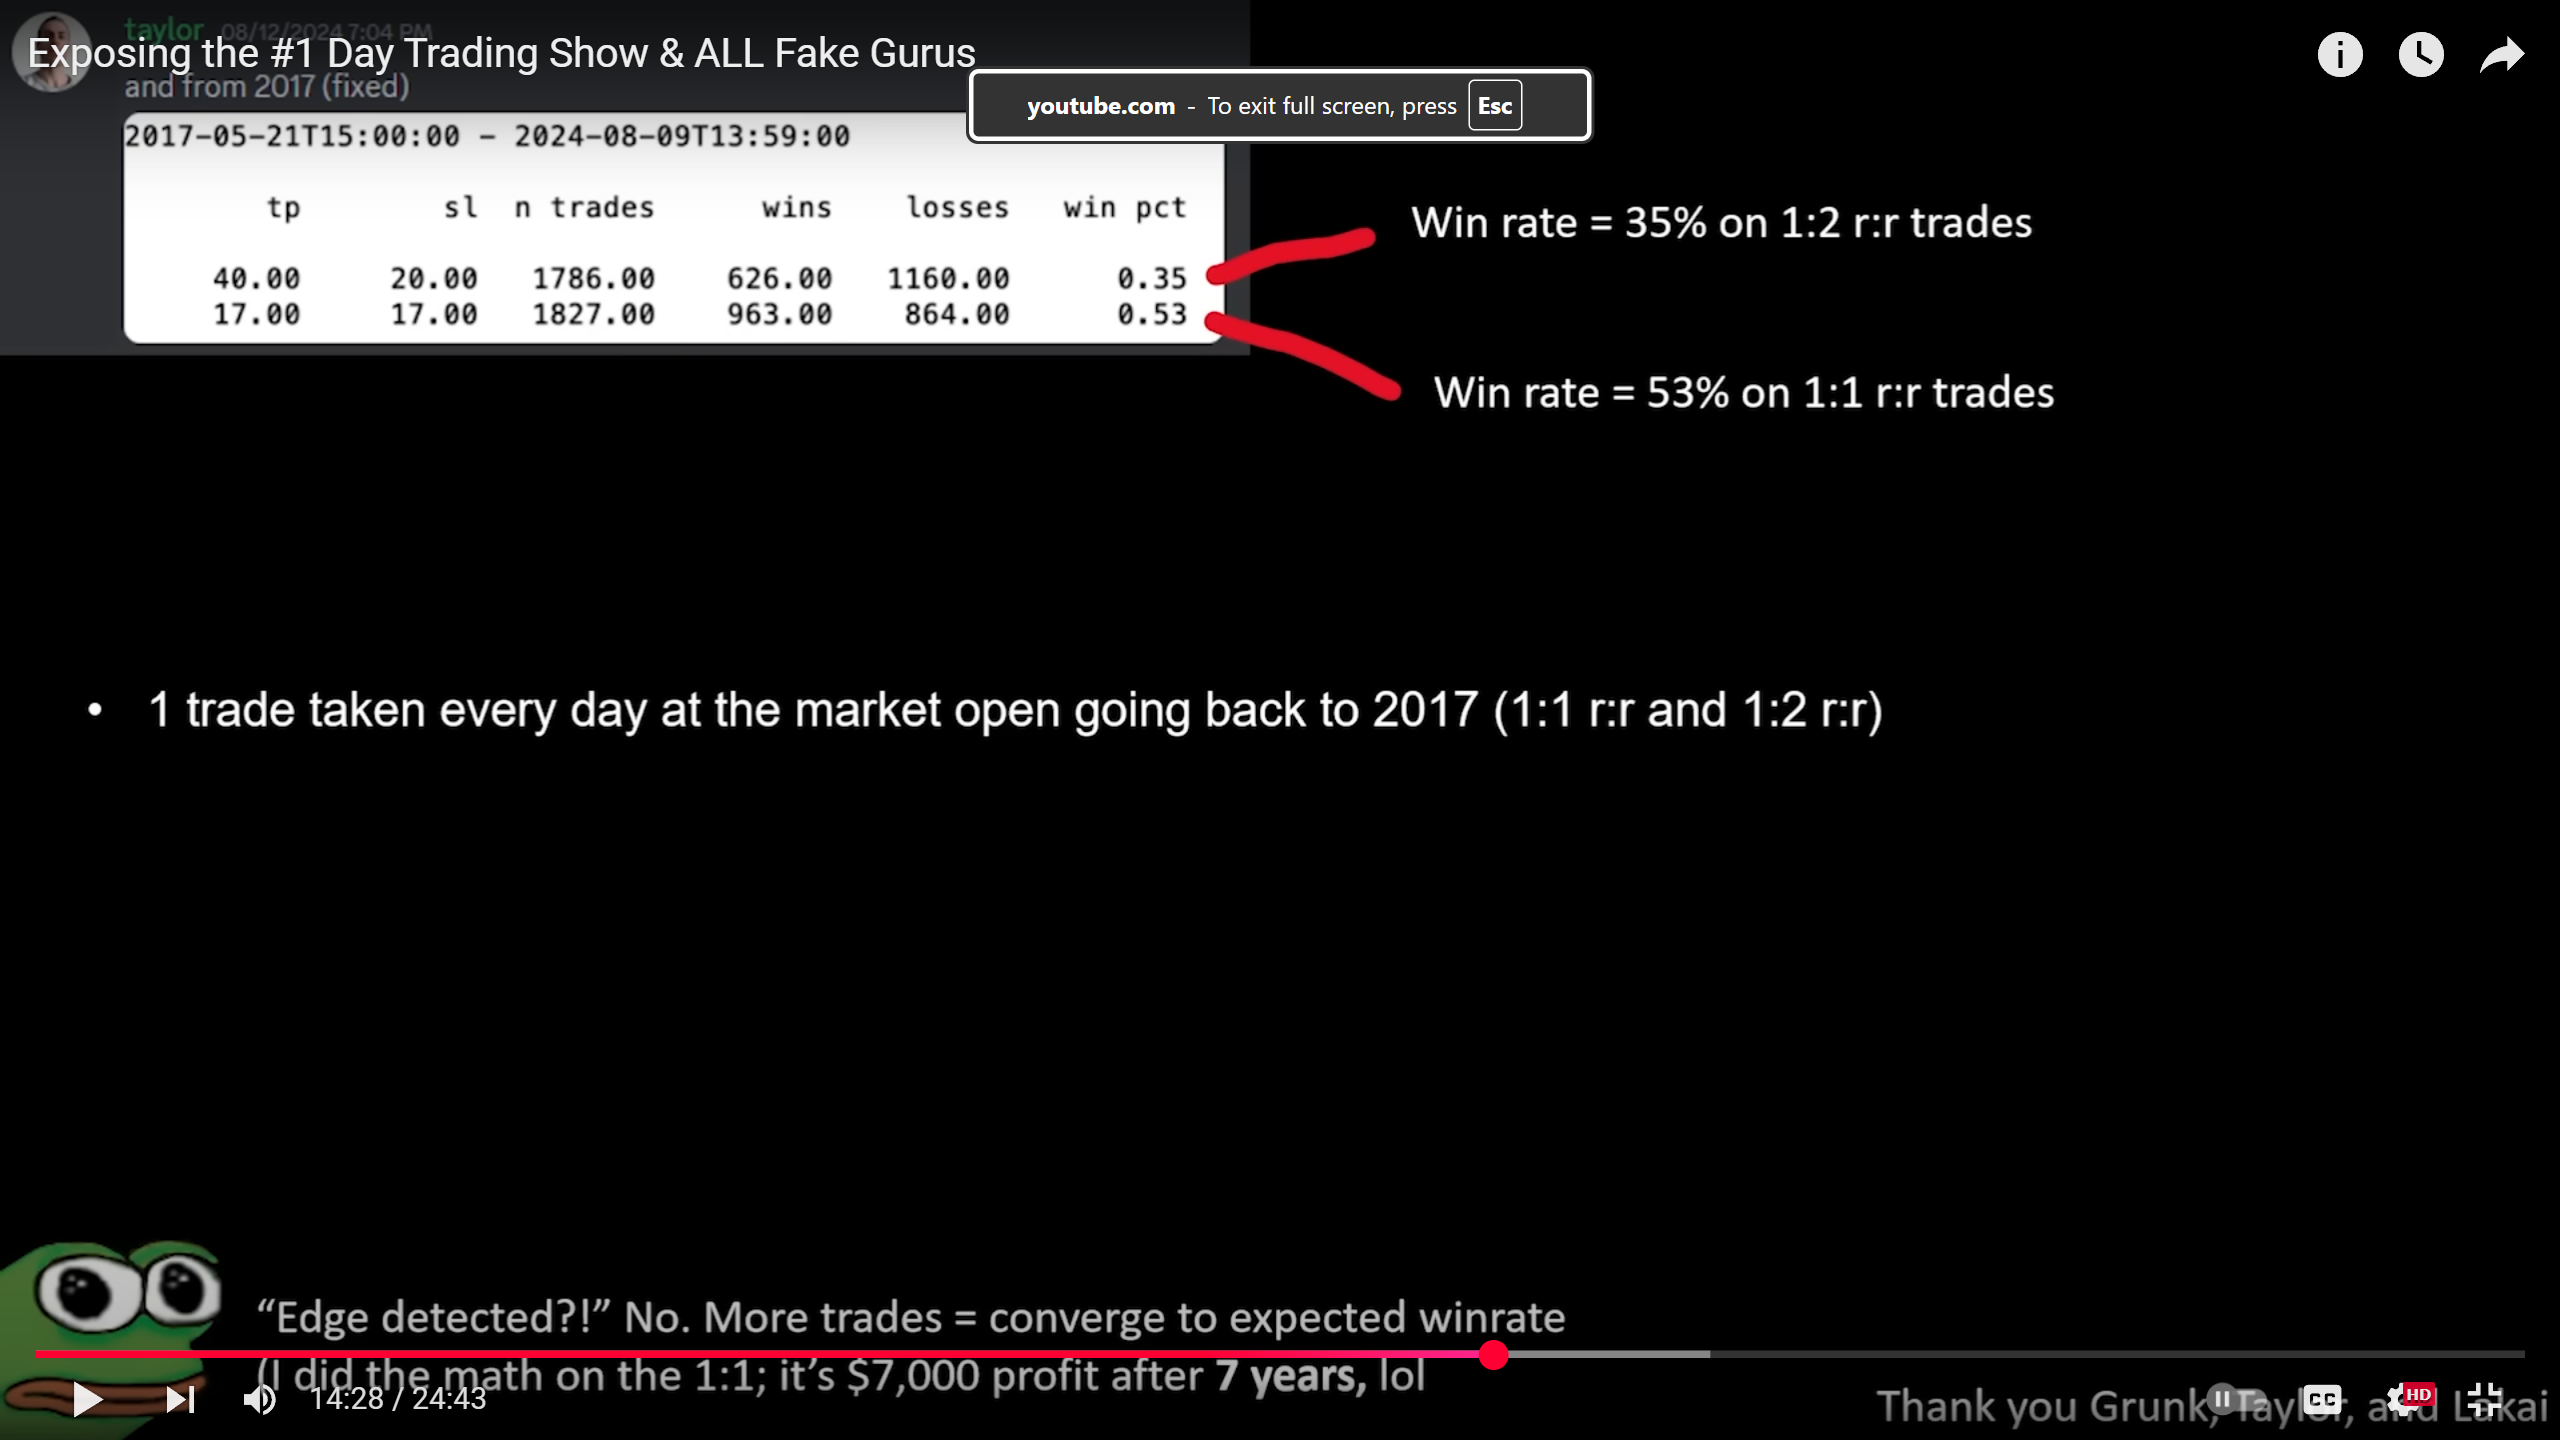 taylor 08/12/2024 7:04 PM
Exposing the #1 Day Trading Show & ALL Fake Gurus
and from 2017 (fixed)
youtube.com - To exit full screen, press Esc
2017-05-21T15:00:00 - 2024-08-09T13:59:00
tp sl n trades wins losses win pct
40.00 20.00 1786.00 626.00 1160.00 0.35
17.00 17.00 1827.00 963.00 864.00 0.53
Win rate = 35% on 1:2 r:r trades
Win rate = 53% on 1:1 r:r trades
• 1 trade taken every day at the market open going back to 2017 (1:1 r:r and 1:2 r:r)
“Edge detected?!” No. More trades = converge to expected winrate
(I did the math on the 1:1; it’s $7,000 profit after 7 years, lol
14:28 / 24:43
CC
HD
Thank you Grunk, Taylor, and Lakai